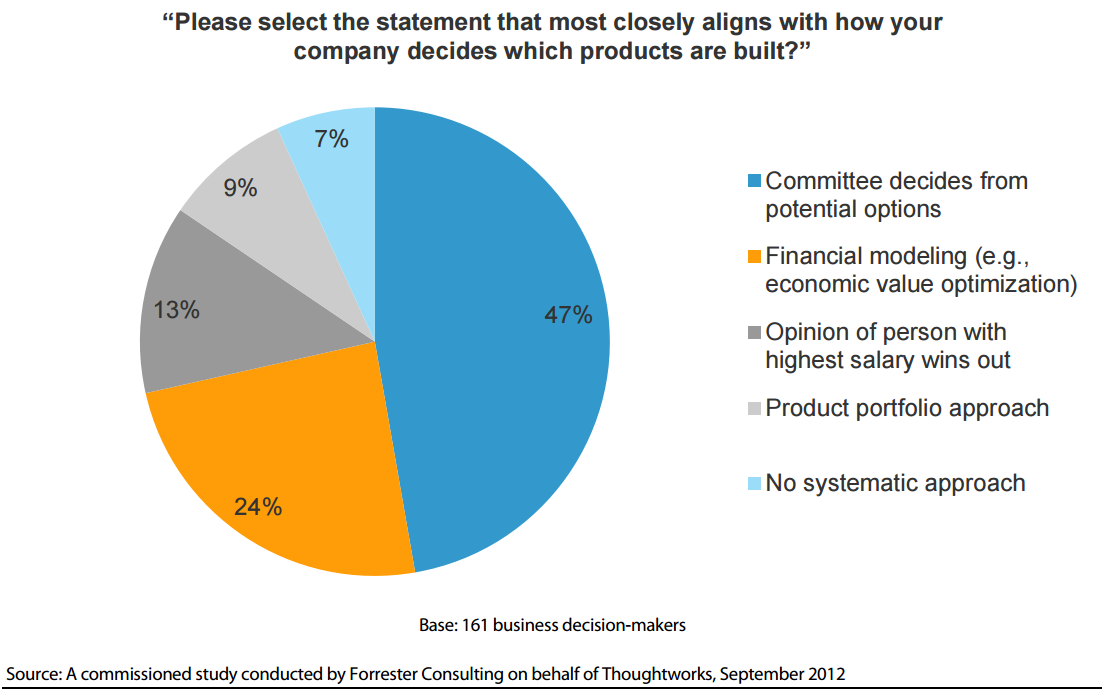 “Please select the statement that most closely aligns with how your
company decides which products are built?”
7%
9%
13%
24%
47%
Committee decides from
potential options
Financial modeling (e.g.,
economic value optimization)
Opinion of person with
highest salary wins out
Product portfolio approach
No systematic approach
Base: 161 business decision-makers
Source: A commissioned study conducted by Forrester Consulting on behalf of Thoughtworks, September 2012